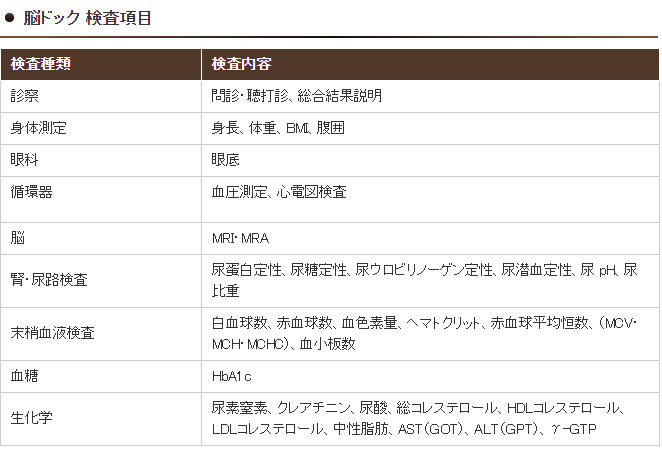 ● 脳ドック 検査項目
検査種類 検査内容
診察 問診・聴打診、総合結果説明
身体測定 身長、体重、BMI、腹囲
眼科 眼底
循環器 血圧測定、心電図検査
脳 MRI・MRA
腎・尿路検査 尿蛋白定性、尿糖定性、尿ウロビリノーゲン定性、尿潜血定性、尿 pH、尿
比重
末梢血液検査 白血球数、赤血球数、血色素量、ヘマトクリット、赤血球平均恒数、（MCV・
MCH・MCHC）、血小板数
血糖 HbA1c
生化学 尿素窒素、クレアチニン、尿酸、総コレステロール、HDLコレステロール、
LDLコレステロール、中性脂肪、AST（GOT）、ALT（GPT）、γ-GTP